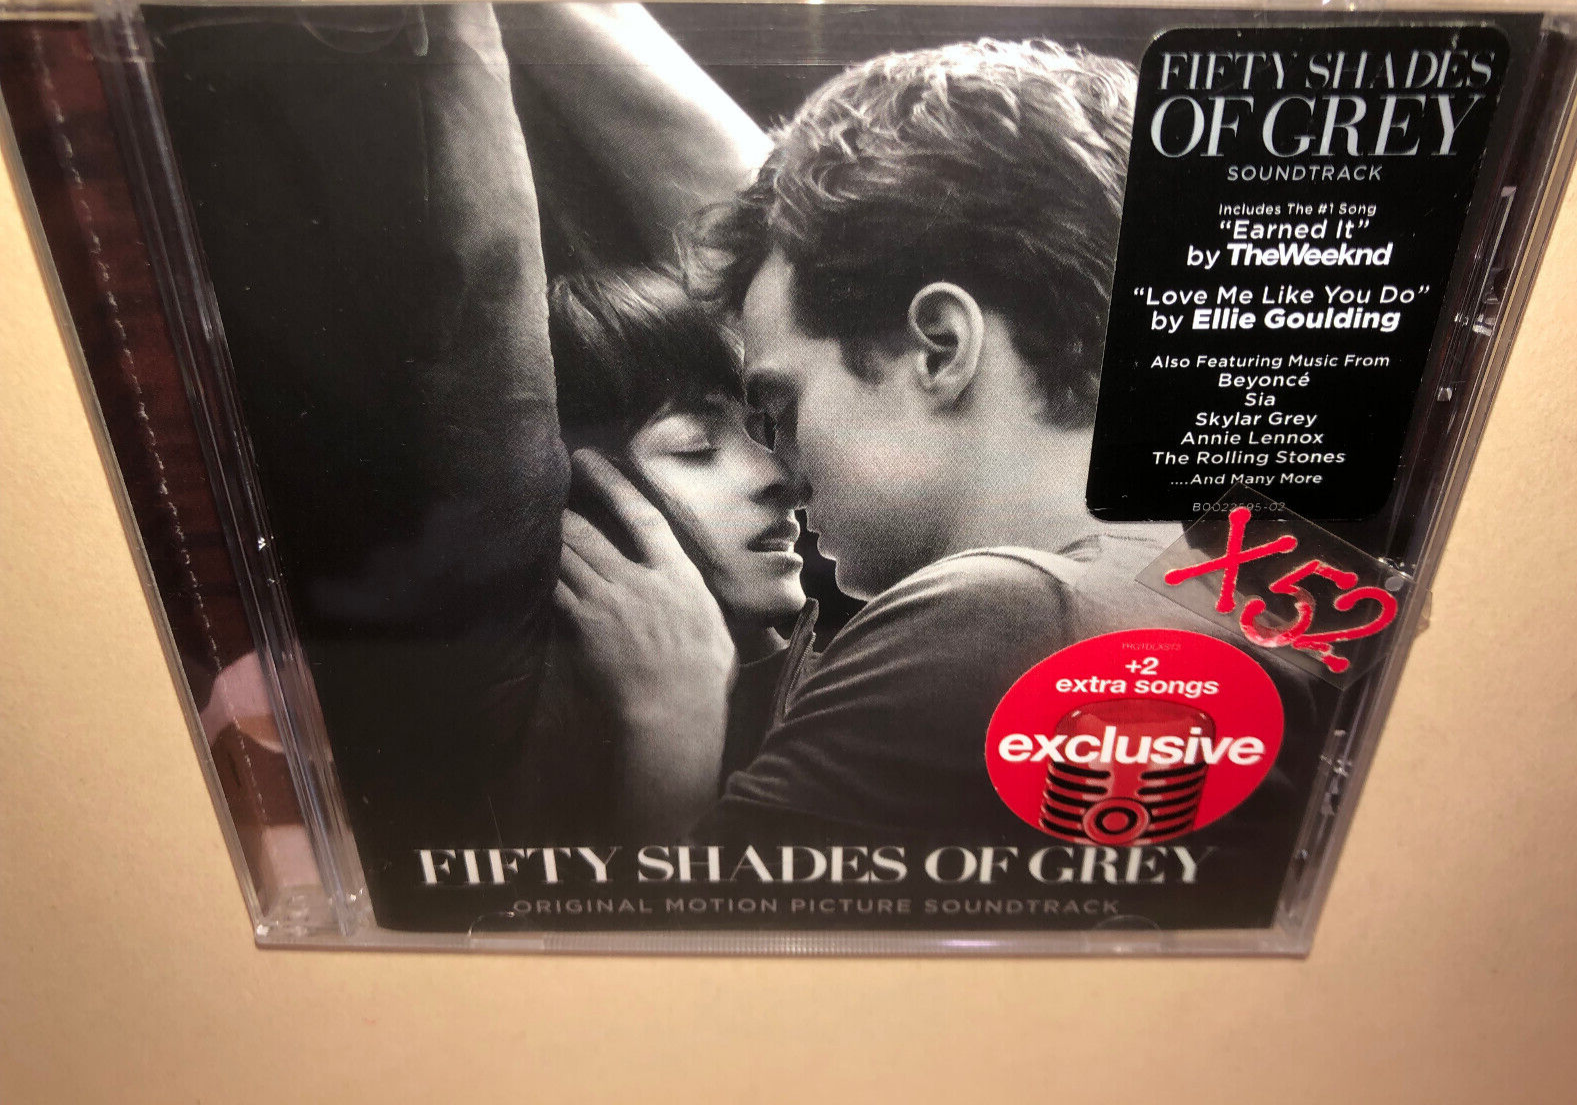 FIFTY SHADES
OF GREY
SOUNDTRACK
Includes The #1 Song
“Earned It”
by TheWeeknd
“Love Me Like You Do”
by Ellie Goulding
Also Featuring Music From
Beyoncé
Sia
Skylar Grey
Annie Lennox
The Rolling Stones
....And Many More
X52
+2
extra songs
exclusive
FIFTY SHADES OF GREY
ORIGINAL MOTION PICTURE SOUNDTRACK